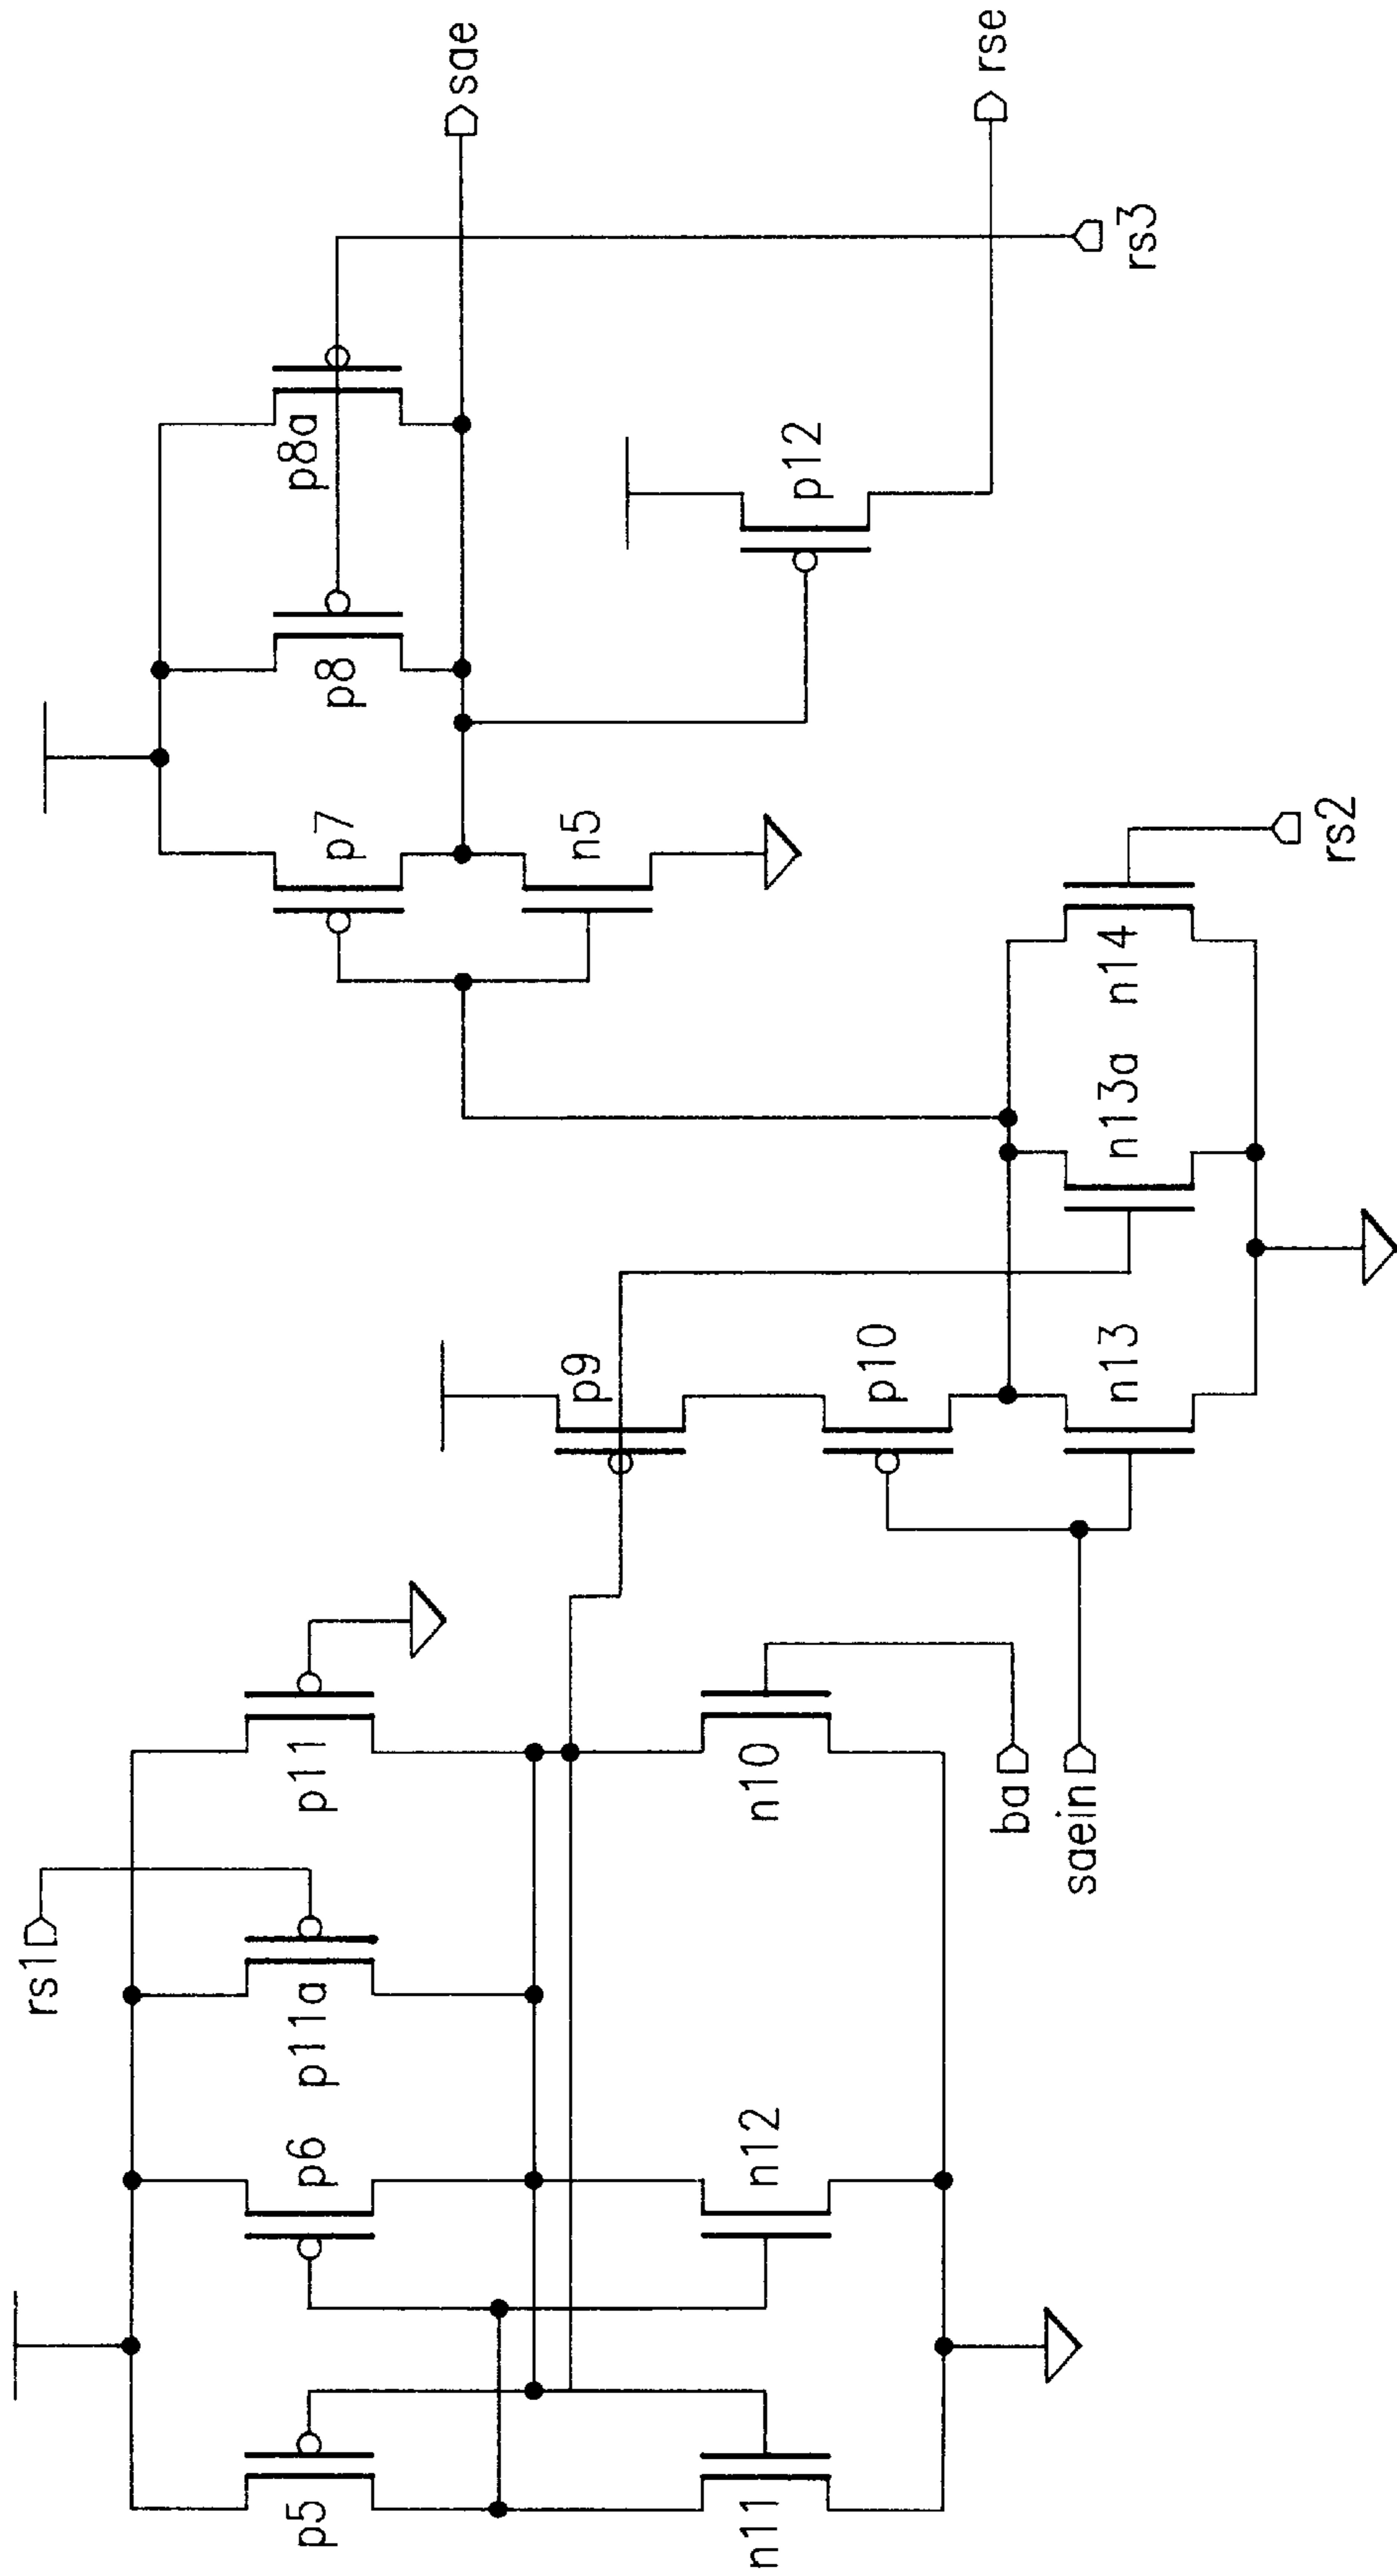 sae
rse
rs3
p8a
p8
p12
p7
n5
rs2
n14
n13a
p9
p10
n13
p11
n10
ba
saein
rs1
p11a
p6
n12
p5
n11